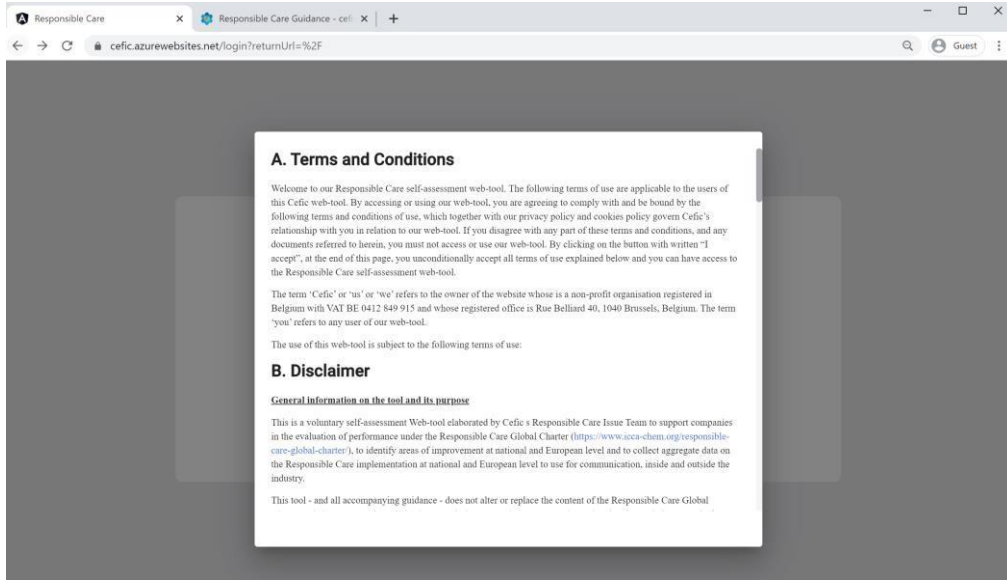 Responsible Care
Responsible Care Guidance - cefi
cefic.azurewebsites.net/login?returnUrl=%2F
Guest
A. Terms and Conditions
Welcome to our Responsible Care self-assessment web-tool. The following terms of use are applicable to the users of
this Cefic web-tool. By accessing or using our web-tool, you are agreeing to comply with and be bound by the
following terms and conditions of use, which together with our privacy policy and cookies policy govern Cefic’s
relationship with you in relation to our web-tool. If you disagree with any part of these terms and conditions, and any
documents referred to herein, you must not access or use our web-tool. By clicking on the button with written “I
accept”, at the end of this page, you unconditionally accept all terms of use explained below and you can have access to
the Responsible Care self-assessment web-tool.
The term ‘Cefic’ or ‘us’ or ‘we’ refers to the owner of the website whose is a non-profit organisation registered in
Belgium with VAT BE 0412 849 915 and whose registered office is Rue Belliard 40, 1040 Brussels, Belgium. The term
‘you’ refers to any user of our web-tool.
The use of this web-tool is subject to the following terms of use:
B. Disclaimer
General information on the tool and its purpose
This is a voluntary self-assessment Web-tool elaborated by Cefic s Responsible Care Issue Team to support companies
in the evaluation of performance under the Responsible Care Global Charter (https://www.icca-chem.org/responsible-
care-global-charter/), to identify areas of improvement at national and European level and to collect aggregate data on
the Responsible Care implementation at national and European level to use for communication, inside and outside the
industry.
This tool - and all accompanying guidance - does not alter or replace the content of the Responsible Care Global